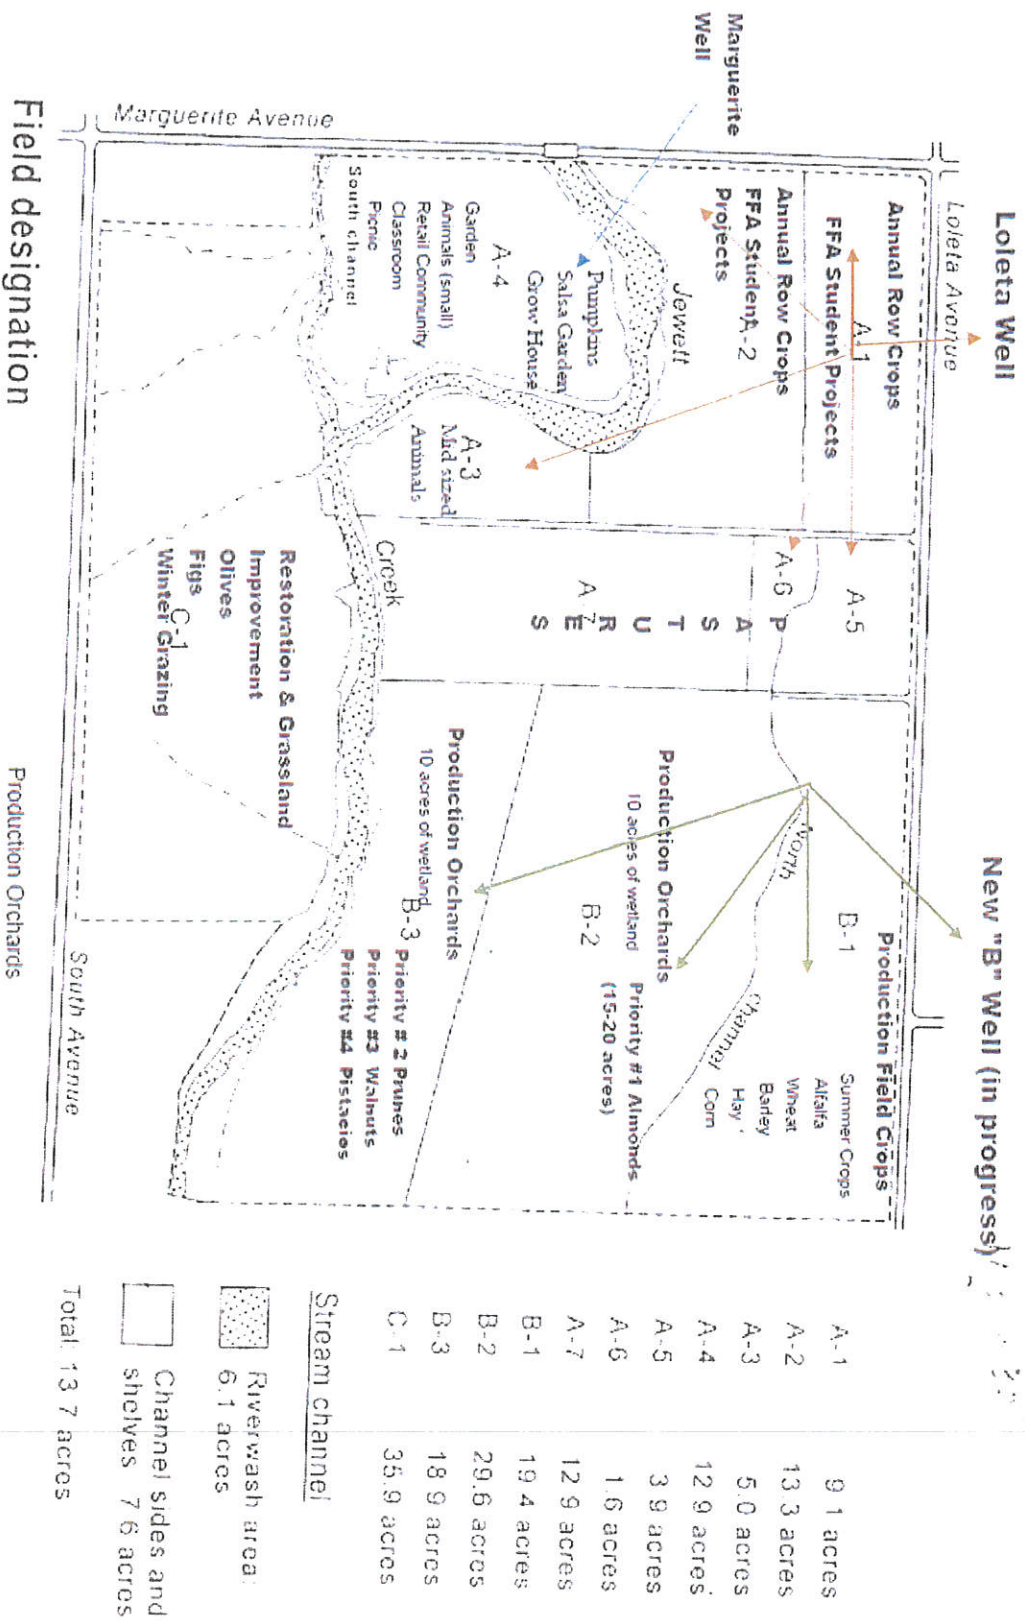 Loleta Well
New "B" Well (in progress)
Marguerite
Well
Loleta Avenue
Marguerite Avenue
Annual Row Crops
A-1
FFA Student Projects
Annual Row Crops
FFA Student
A-2
Projects
Jewett
Pumpkins
Salsa Garden
Grow House
A-4
Garden
Animals (small)
Retail Community
Classroom
Picnic
South channel
A-3
Mid sized
Animals
A-5
A-6
A-7
P
A
S
T
U
R
E
S
Creek
Production Field Crops
B-1
Summer Crops
Alfalfa
Wheat
Barley
Hay
Corn
North
Channel
Production Orchards
10 acres of wetland
B-2
Priority #1 Almonds
(15-20 acres)
Production Orchards
10 acres of wetland
B-3
Priority # 2 Prunes
Priority #3 Walnuts
Priority #4 Pistacios
Restoration & Grassland
Improvement
Olives
Figs
C-1
Winter Grazing
South Avenue
Field designation
Production Orchards
A-1 9.1 acres
A-2 13.3 acres
A-3 5.0 acres
A-4 12.9 acres
A-5 3.9 acres
A-6 1.6 acres
A-7 12.9 acres
B-1 19.4 acres
B-2 29.6 acres
B-3 18.9 acres
C-1 35.9 acres
Stream channel
Riverwash area:
6.1 acres
Channel sides and
shelves 7.6 acres
Total: 13.7 acres